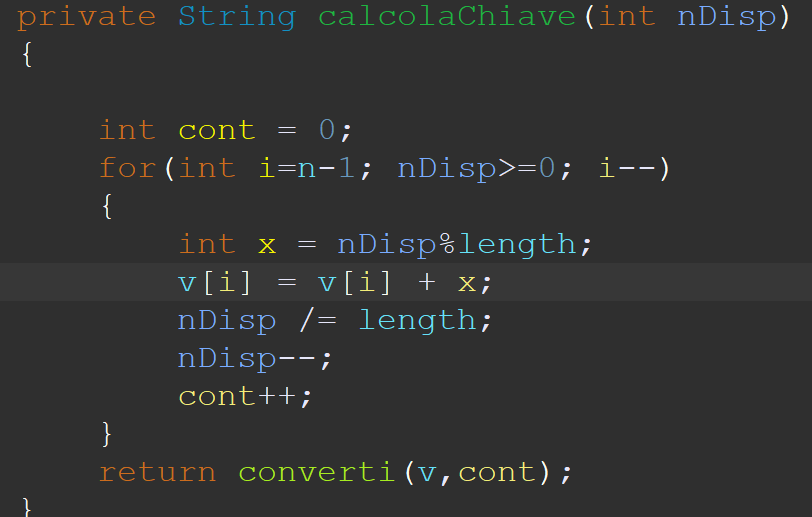 private String calcolaChiave(int nDisp)
{
int cont = 0;
for(int i=n-1; nDisp>=0; i--)
{
int x = nDisp%length;
v[i] = v[i] + x;
nDisp /= length;
nDisp--;
cont++;
}
return converti(v,cont);
}